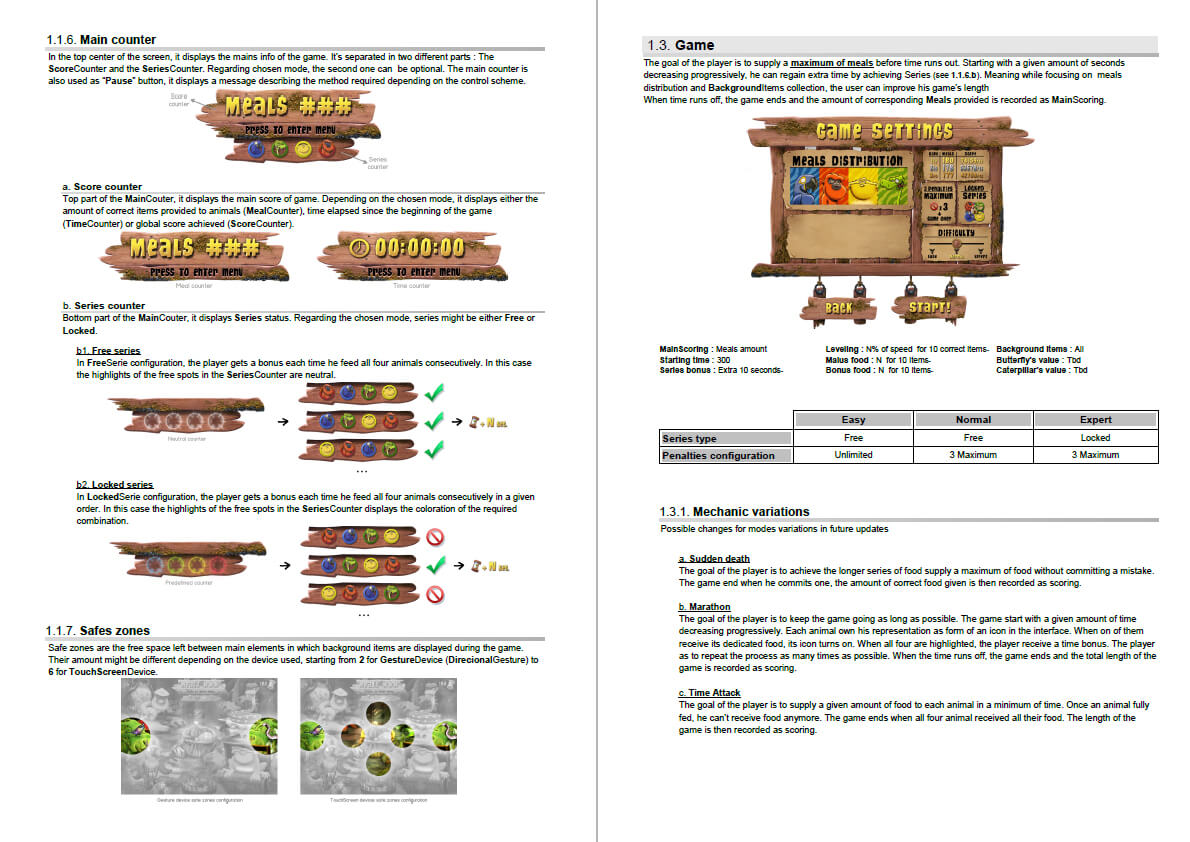 1.1.6. Main counter
In the top center of the screen, it displays the mains info of the game. It's separated in two different parts : The
ScoreCounter and the SeriesCounter. Regarding chosen mode, the second one can be optional. The main counter is
also used as "Pause" button, it displays a message describing the method required depending on the control scheme.
Score
counter
Meals ###
Press to enter menu
Series
counter
a. Score counter
Top part of the MainCouter, it displays the main score of game. Depending on the chosen mode, it displays either the
amount of correct items provided to animals (MealCounter), time elapsed since the beginning of the game
(TimeCounter) or global score achieved (ScoreCounter).
Meals ###
Press to enter menu
Meal counter
00:00:00
Press to enter menu
Time counter
b. Series counter
Bottom part of the MainCouter, it displays Series status. Regarding the chosen mode, series might be either Free or
Locked.
b1. Free series
In FreeSerie configuration, the player gets a bonus each time he feed all four animals consecutively. In this case
the highlights of the free spots in the SeriesCounter are neutral.
Neutral counter
+ N sec.
...
b2. Locked series
In LockedSerie configuration, the player gets a bonus each time he feed all four animals consecutively in a given
order. In this case the highlights of the free spots in the SeriesCounter displays the coloration of the required
combination.
Predefined counter
+ N sec.
...
1.1.7. Safes zones
Safe zones are the free space left between main elements in which background items are displayed during the game.
Their amount might be different depending on the device used, starting from 2 for GestureDevice (DirecionalGesture) to
6 for TouchScreenDevice.
Gesture device safe zones configuration
TouchScreen device safe zones configuration
1.3. Game
The goal of the player is to supply a maximum of meals before time runs out. Starting with a given amount of seconds
decreasing progressively, he can regain extra time by achieving Series (see 1.1.6.b). Meaning while focusing on meals
distribution and BackgroundItems collection, the user can improve his game's length
When time runs off, the game ends and the amount of corresponding Meals provided is recorded as MainScoring.
Game Settings
Meals Distribution
3 Penalties
Maximum
x3
Game over
Locked
Series
Difficulty
Easy
Expert
Back
Start!
MainScoring : Meals amount
Starting time : 300
Series bonus : Extra 10 seconds-
Leveling : N% of speed for 10 correct items-
Malus food : N for 10 items-
Bonus food : N for 10 items-
Background items : All
Butterfly's value : Tbd
Caterpillar's value : Tbd
Easy Normal Expert
Series type Free Free Locked
Penalties configuration Unlimited 3 Maximum 3 Maximum
1.3.1. Mechanic variations
Possible changes for modes variations in future updates
a. Sudden death
The goal of the player is to achieve the longer series of food supply a maximum of food without committing a mistake.
The game end when he commits one, the amount of correct food given is then recorded as scoring.
b. Marathon
The goal of the player is to keep the game going as long as possible. The game start with a given amount of time
decreasing progressively. Each animal own his representation as form of an icon in the interface. When on of them
receive its dedicated food, its icon turns on. When all four are highlighted, the player receive a time bonus. The player
as to repeat the process as many times as possible. When the time runs off, the game ends and the total length of the
game is recorded as scoring.
c. Time Attack
The goal of the player is to supply a given amount of food to each animal in a minimum of time. Once an animal fully
fed, he can't receive food anymore. The game ends when all four animal received all their food. The length of the
game is then recorded as scoring.